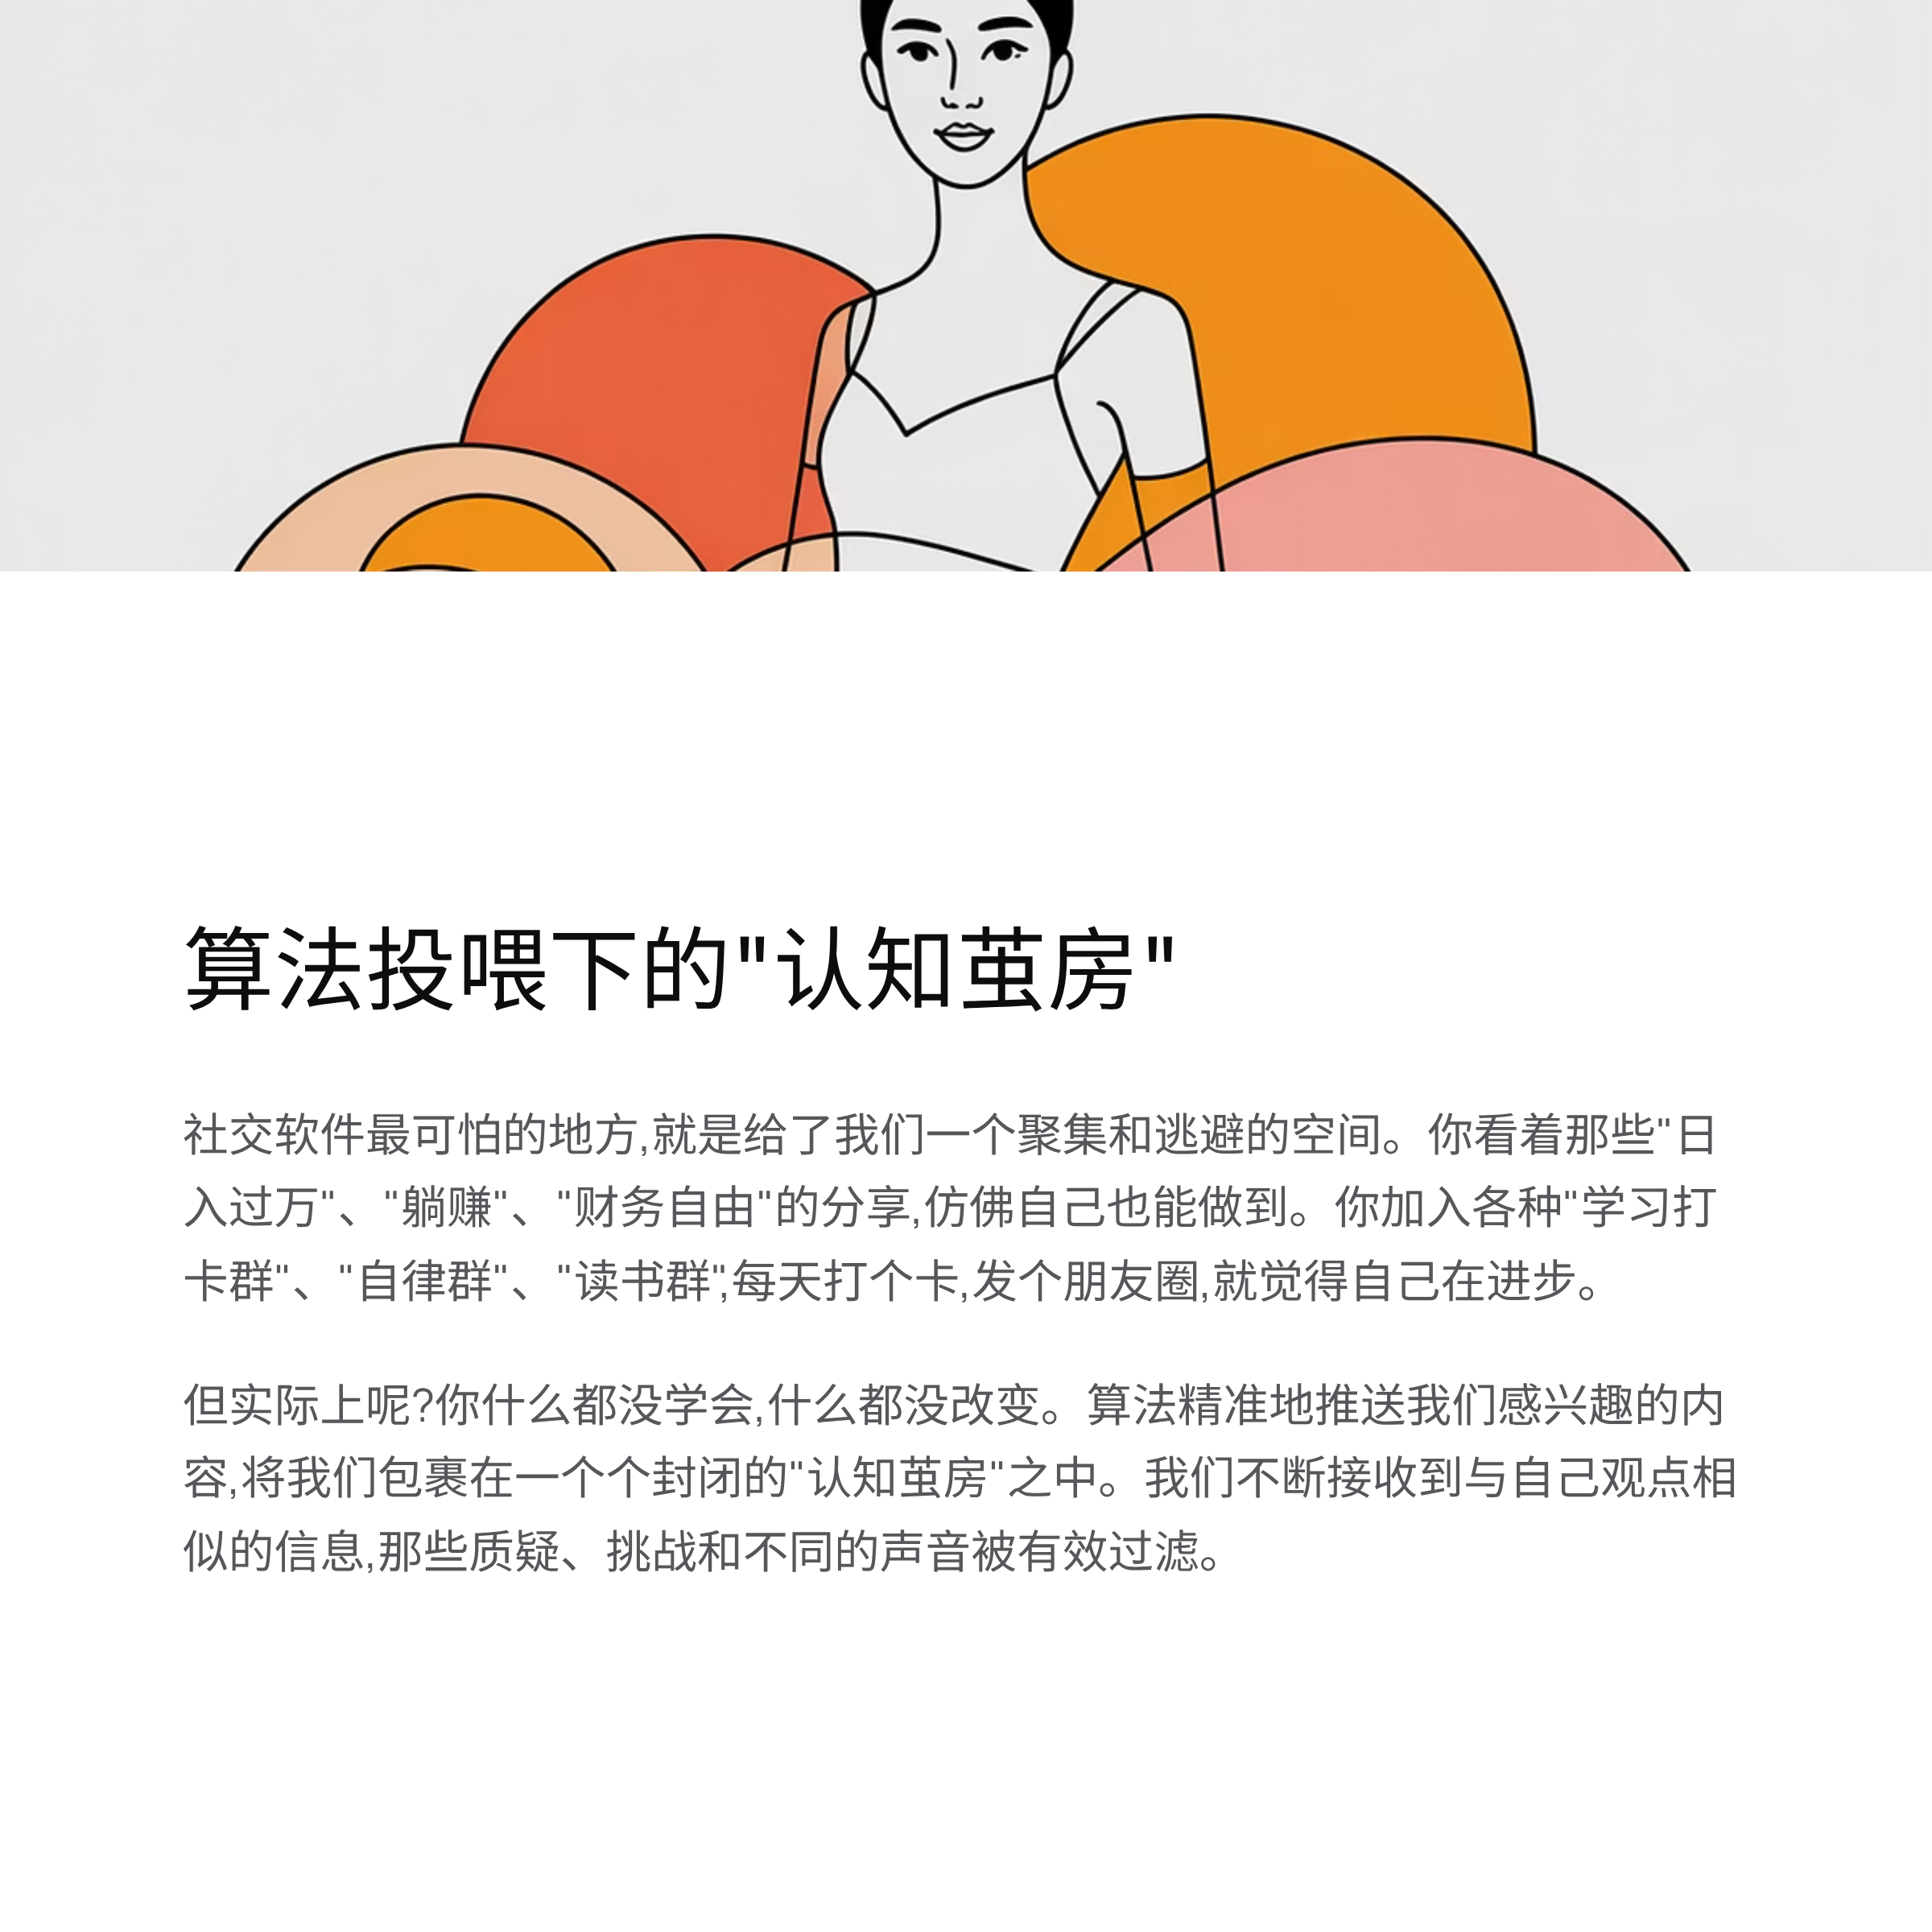 算法投喂下的"认知茧房"
社交软件最可怕的地方,就是给了我们一个聚集和逃避的空间。你看着那些"日
入过万"、"躺赚"、"财务自由"的分享,仿佛自己也能做到。你加入各种"学习打
卡群"、"自律群"、"读书群",每天打个卡,发个朋友圈,就觉得自己在进步。
但实际上呢?你什么都没学会,什么都没改变。算法精准地推送我们感兴趣的内
容,将我们包裹在一个个封闭的"认知茧房"之中。我们不断接收到与自己观点相
似的信息,那些质疑、挑战和不同的声音被有效过滤。